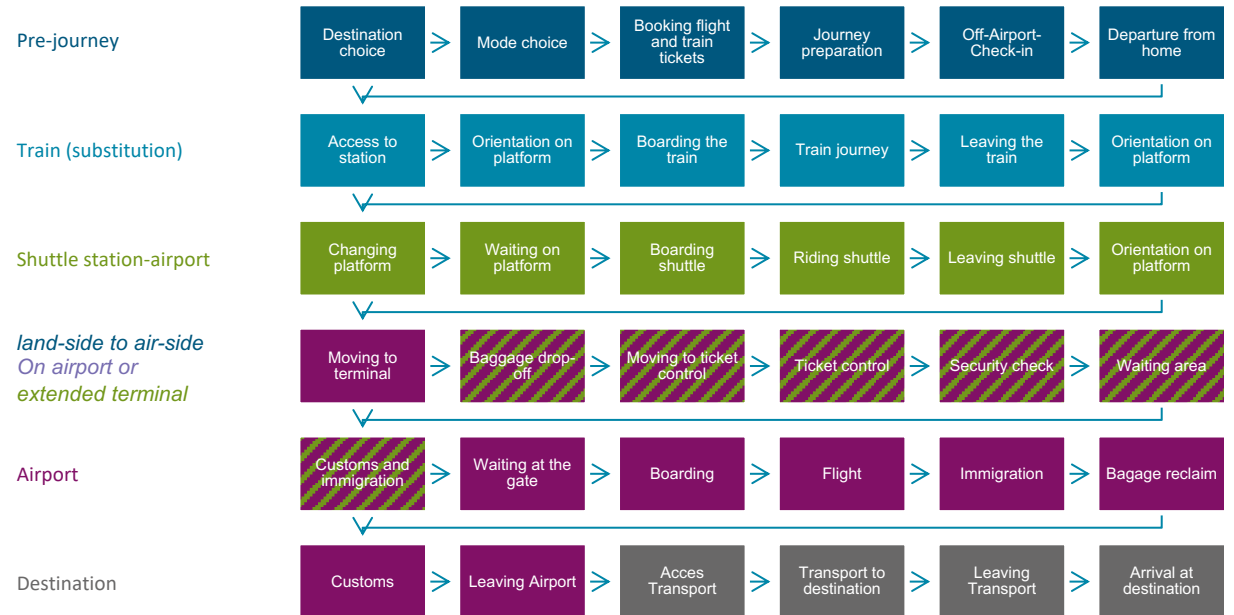 Pre-journey
Destination
choice
Mode choice
Booking flight
and train
tickets
Journey
preparation
Off-Airport-
Check-in
Departure from
home
Train (substitution)
Access to
station
Orientation on
platform
Boarding the
train
Train journey
Leaving the
train
Orientation on
platform
Shuttle station-airport
Changing
platform
Waiting on
platform
Boarding
shuttle
Riding shuttle
Leaving shuttle
Orientation on
platform
land-side to air-side
On airport or
extended terminal
Moving to
terminal
Baggage drop-
off
Moving to ticket
control
Ticket control
Security check
Waiting area
Airport
Customs and
immigration
Waiting at the
gate
Boarding
Flight
Immigration
Bagage reclaim
Destination
Customs
Leaving Airport
Acces
Transport
Transport to
destination
Leaving
Transport
Arrival at
destination